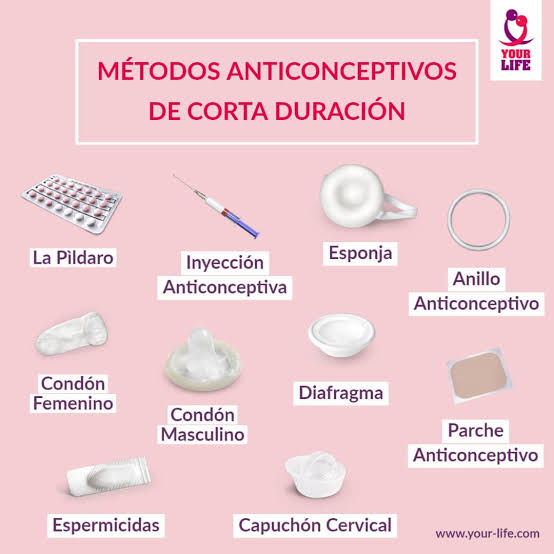 YOUR
LIFE
MÉTODOS ANTICONCEPTIVOS
DE CORTA DURACIÓN
La Pìldaro
Inyección
Anticonceptiva
Esponja
Anillo
Anticonceptivo
Condón
Femenino
Condón
Masculino
Diafragma
Parche
Anticonceptivo
Espermicidas
Capuchón Cervical
www.your-life.com